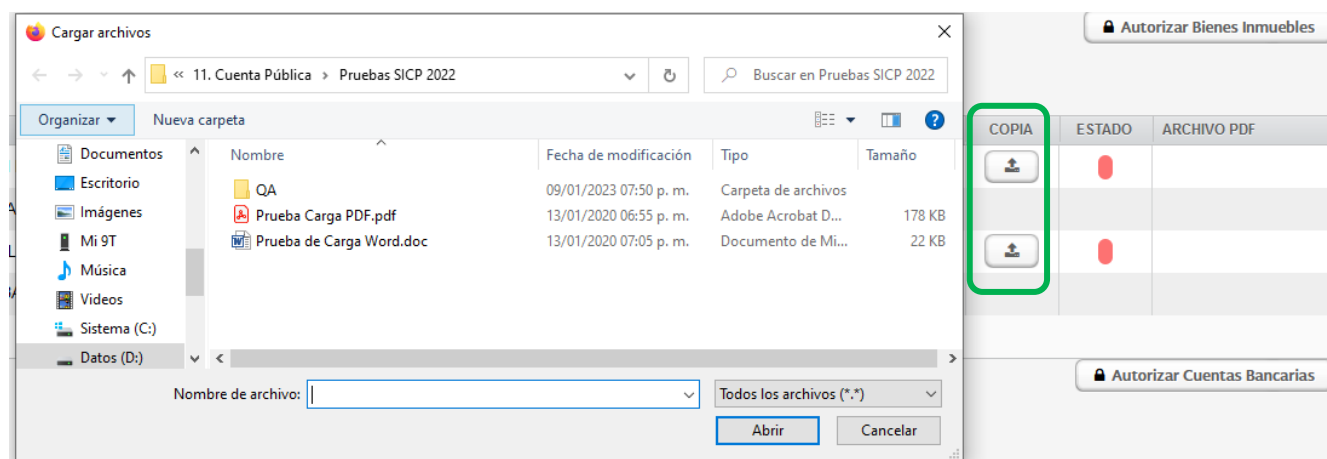 Cargar archivos
Autorizar Bienes Inmuebles
« 11. Cuenta Pública > Pruebas SICP 2022
Buscar en Pruebas SICP 2022
Organizar
Nueva carpeta
?
COPIA ESTADO ARCHIVO PDF
Documentos
Escritorio
Imágenes
Mi 9T
Música
Videos
Sistema (C:)
Datos (D:)
Nombre Fecha de modificación Tipo Tamaño
QA 09/01/2023 07:50 p. m. Carpeta de archivos
Prueba Carga PDF.pdf 13/01/2020 06:55 p. m. Adobe Acrobat D... 178 KB
Prueba de Carga Word.doc 13/01/2020 07:05 p. m. Documento de Mi... 22 KB
Autorizar Cuentas Bancarias
Nombre de archivo:
Todos los archivos (*.*)
Abrir Cancelar